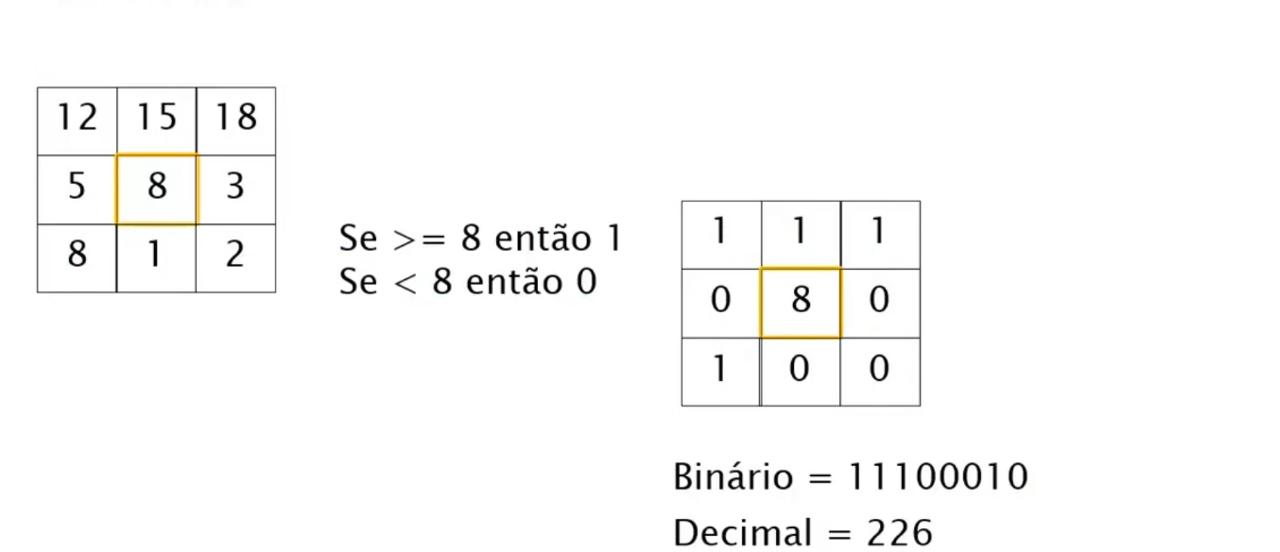 12 15 18
5 8 3
8 1 2
Se >= 8 então 1
Se < 8 então 0
1 1 1
0 8 0
1 0 0
Binário = 11100010
Decimal = 226